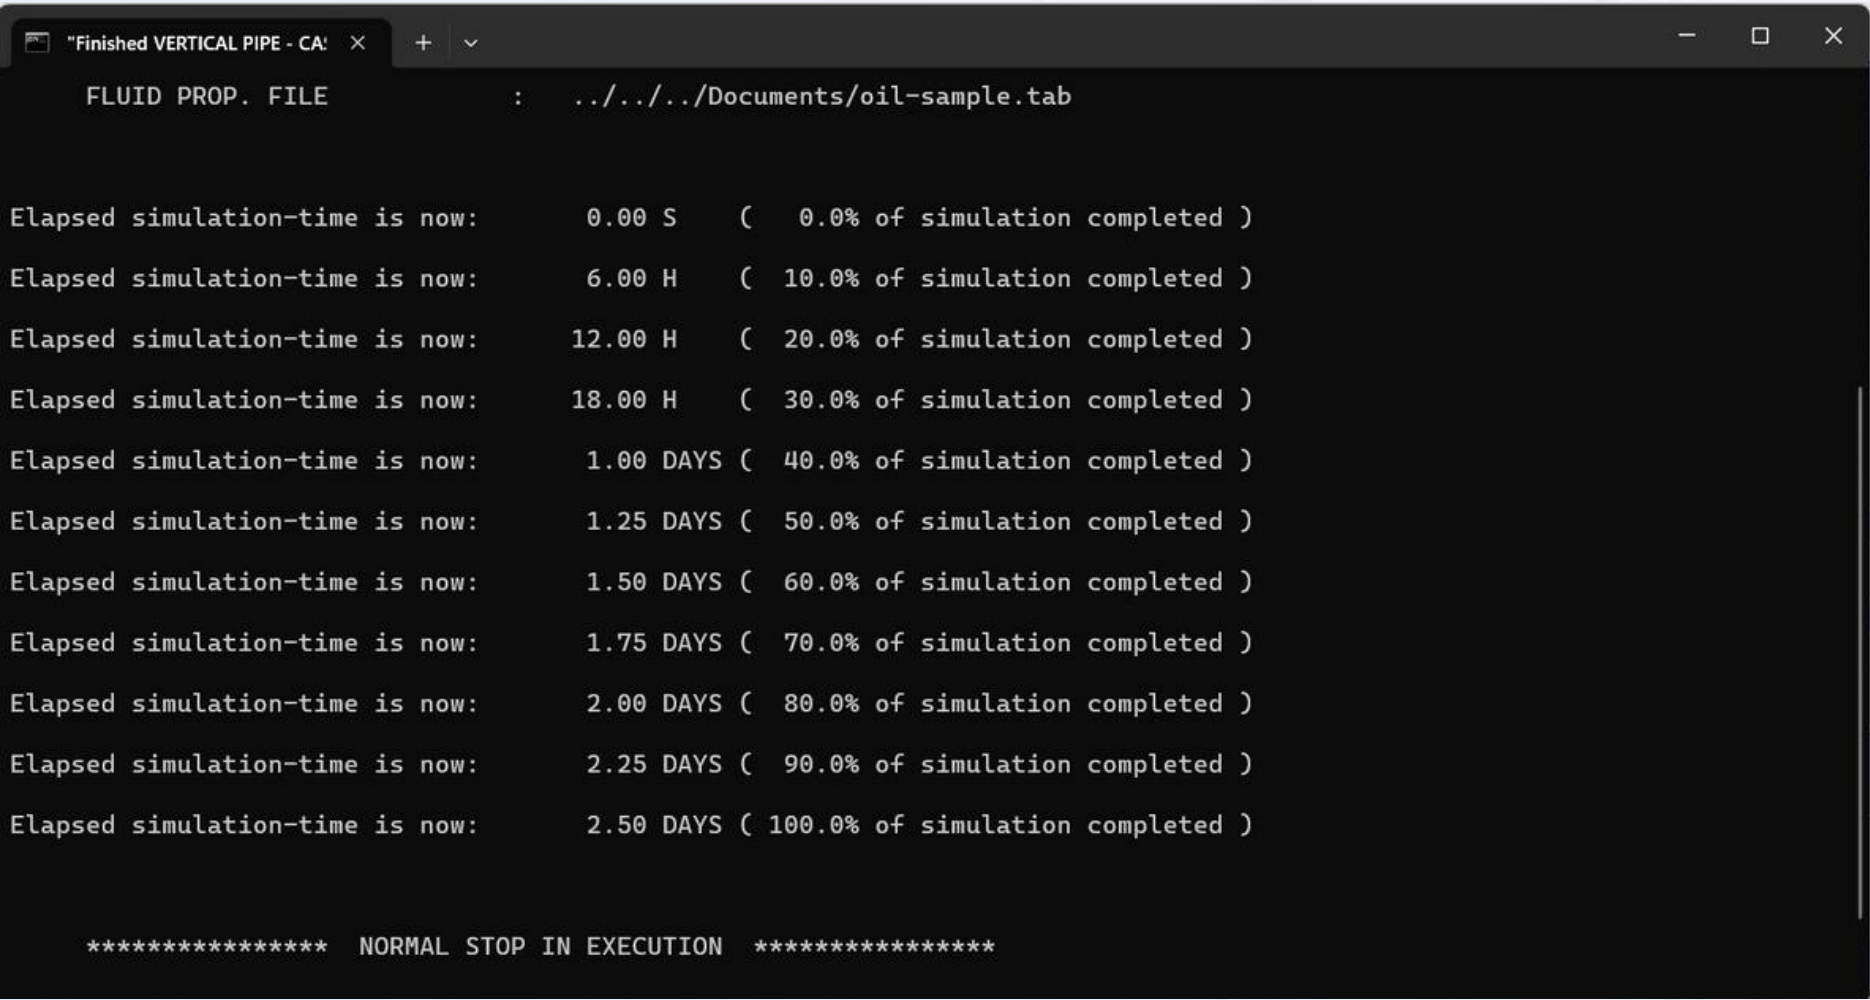 "Finished VERTICAL PIPE - CA
FLUID PROP. FILE : ../../../Documents/oil-sample.tab
Elapsed simulation-time is now: 0.00 S ( 0.0% of simulation completed )
Elapsed simulation-time is now: 6.00 H ( 10.0% of simulation completed )
Elapsed simulation-time is now: 12.00 H ( 20.0% of simulation completed )
Elapsed simulation-time is now: 18.00 H ( 30.0% of simulation completed )
Elapsed simulation-time is now: 1.00 DAYS ( 40.0% of simulation completed )
Elapsed simulation-time is now: 1.25 DAYS ( 50.0% of simulation completed )
Elapsed simulation-time is now: 1.50 DAYS ( 60.0% of simulation completed )
Elapsed simulation-time is now: 1.75 DAYS ( 70.0% of simulation completed )
Elapsed simulation-time is now: 2.00 DAYS ( 80.0% of simulation completed )
Elapsed simulation-time is now: 2.25 DAYS ( 90.0% of simulation completed )
Elapsed simulation-time is now: 2.50 DAYS ( 100.0% of simulation completed )
**************** NORMAL STOP IN EXECUTION ****************